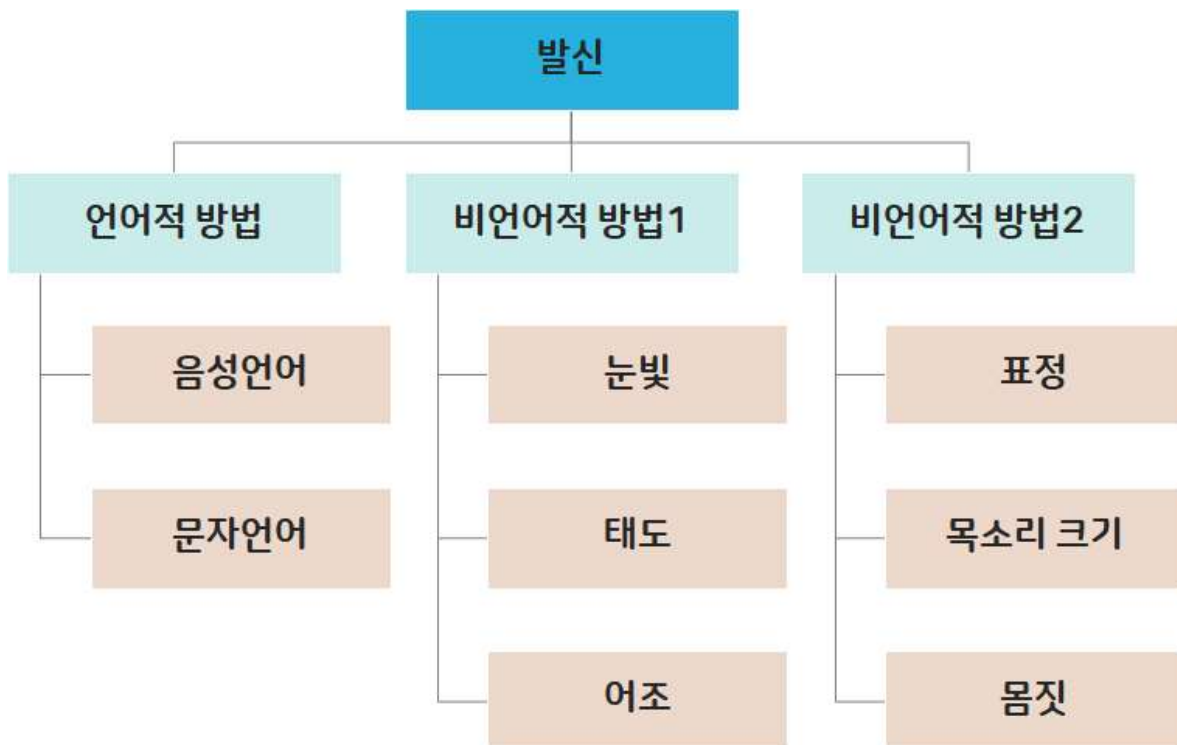 발신
언어적 방법
비언어적 방법1
비언어적 방법2
음성언어
눈빛
표정
문자언어
태도
목소리 크기
어조
몸짓